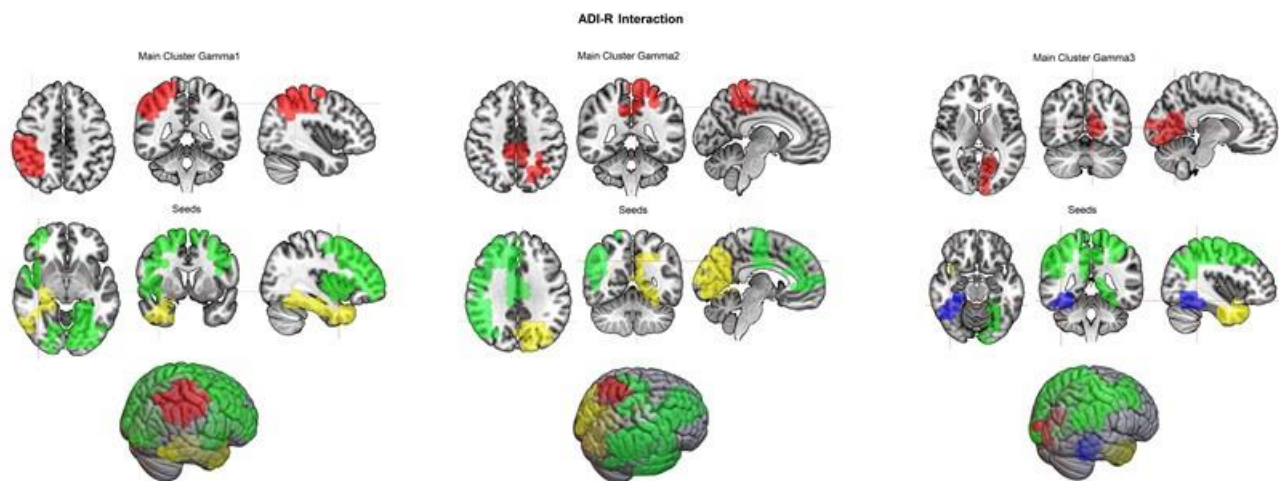 ADI-R Interaction
Main Cluster Gamma1
Main Cluster Gamma2
Main Cluster Gamma3
Seeds
Seeds
Seeds